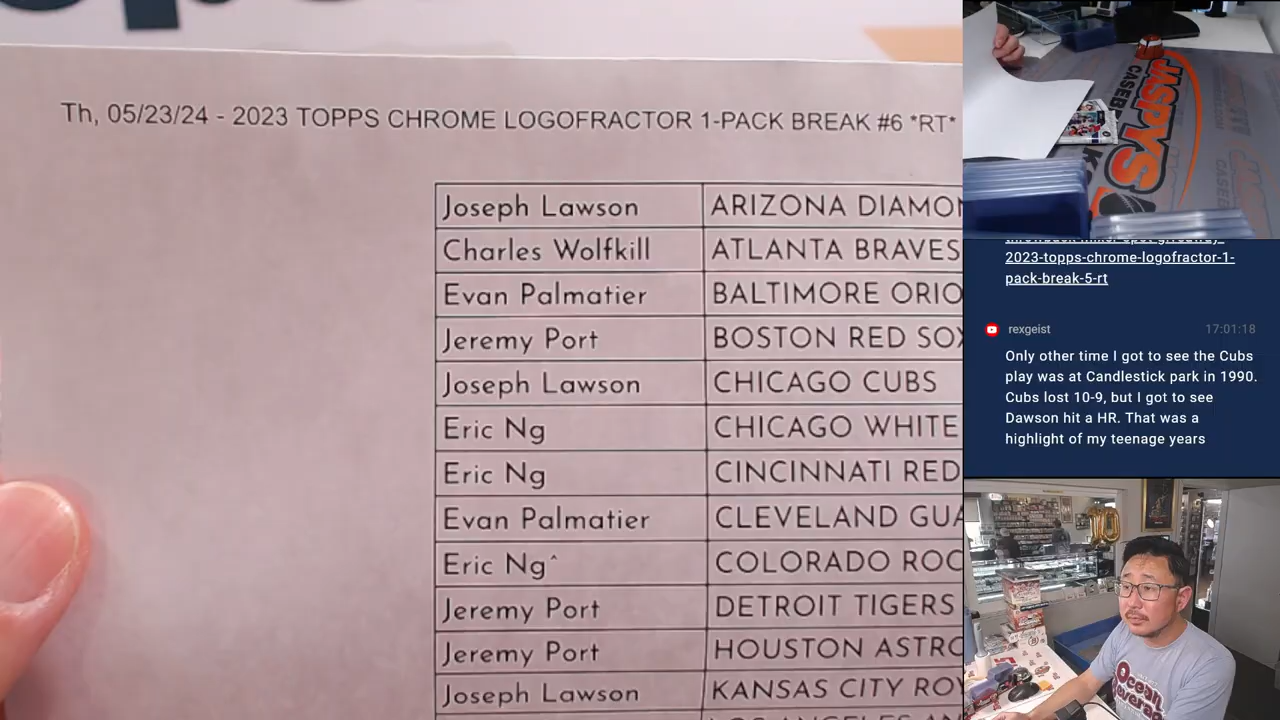 Th, 05/23/24 - 2023 TOPPS CHROME LOGOFRACTOR 1-PACK BREAK #6 *RT*
Joseph Lawson ARIZONA DIAMON
Charles Wolfkill ATLANTA BRAVES
Evan Palmatier BALTIMORE ORIO
Jeremy Port BOSTON RED SOX
Joseph Lawson CHICAGO CUBS
Eric Ng CHICAGO WHITE
Eric Ng CINCINNATI RED
Evan Palmatier CLEVELAND GUA
Eric Ng^ COLORADO ROC
Jeremy Port DETROIT TIGERS
Jeremy Port HOUSTON ASTRO
Joseph Lawson KANSAS CITY ROY
JASPYS
CASEB
2023-topps-chrome-logofractor-1-
pack-break-5-rt
rexgeist 17:01:18
Only other time I got to see the Cubs
play was at Candlestick park in 1990.
Cubs lost 10-9, but I got to see
Dawson hit a HR. That was a
highlight of my teenage years
10
Ocean